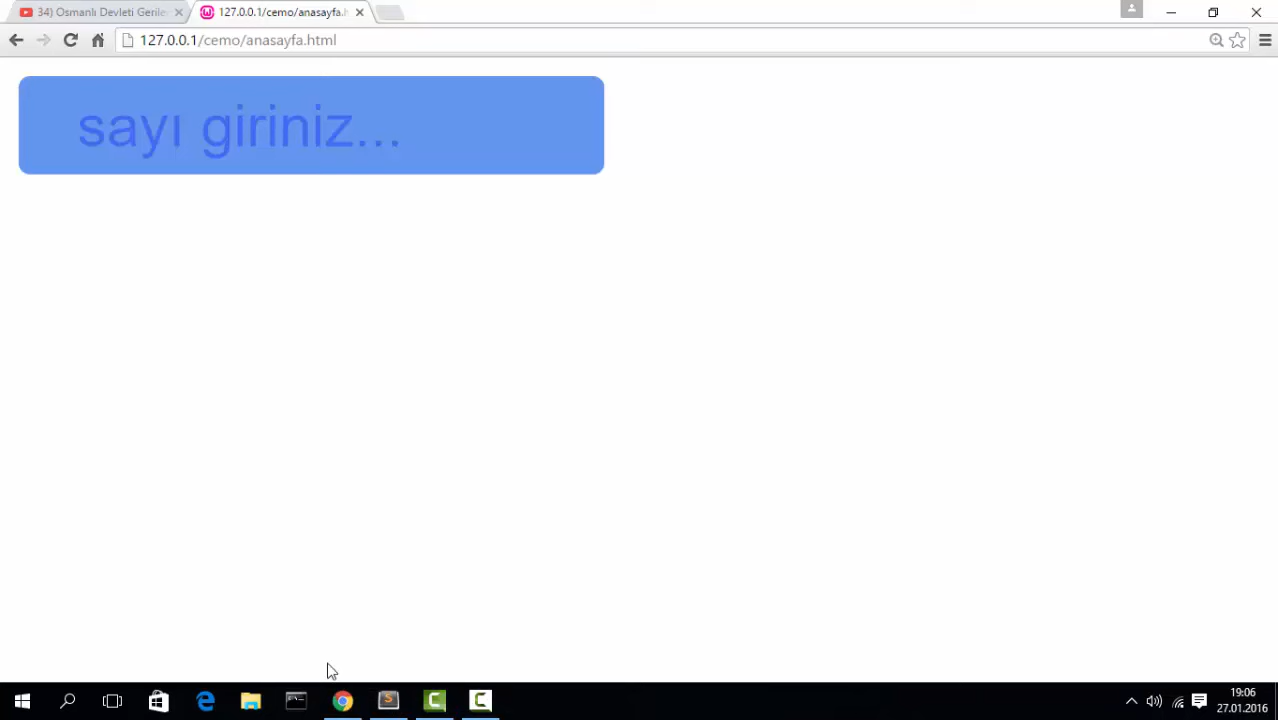 34) Osmanlı Devleti Gerile
127.0.0.1/cemo/anasayfa.h
127.0.0.1/cemo/anasayfa.html
sayı giriniz...
19:06
27.01.2016